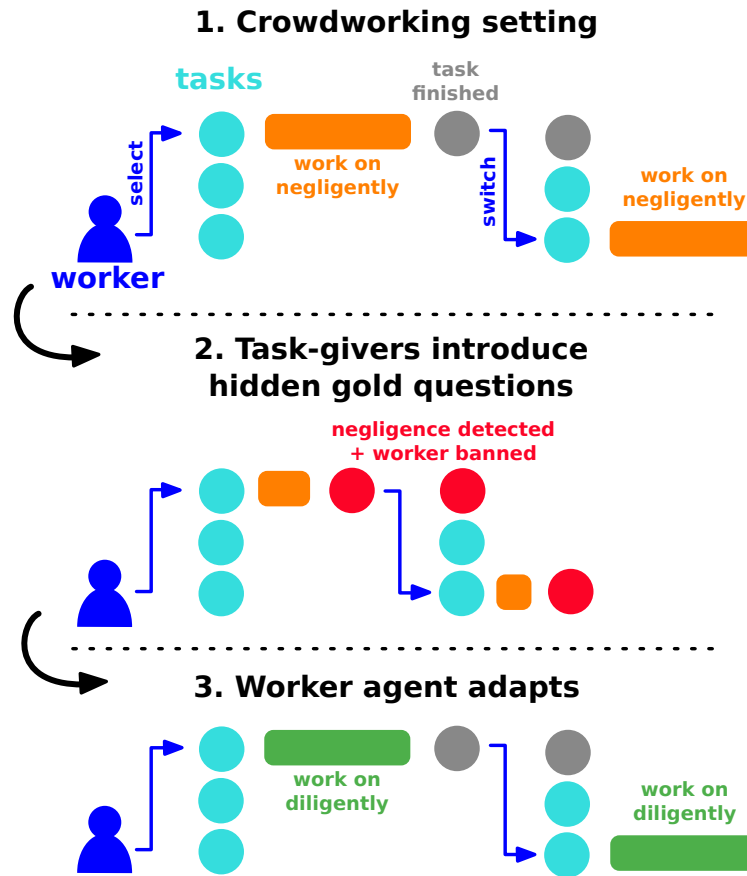 1. Crowdworking setting
tasks
task
finished
select
work on
negligently
switch
work on
negligently
worker
2. Task-givers introduce
hidden gold questions
negligence detected
+ worker banned
3. Worker agent adapts
work on
diligently
work on
diligently